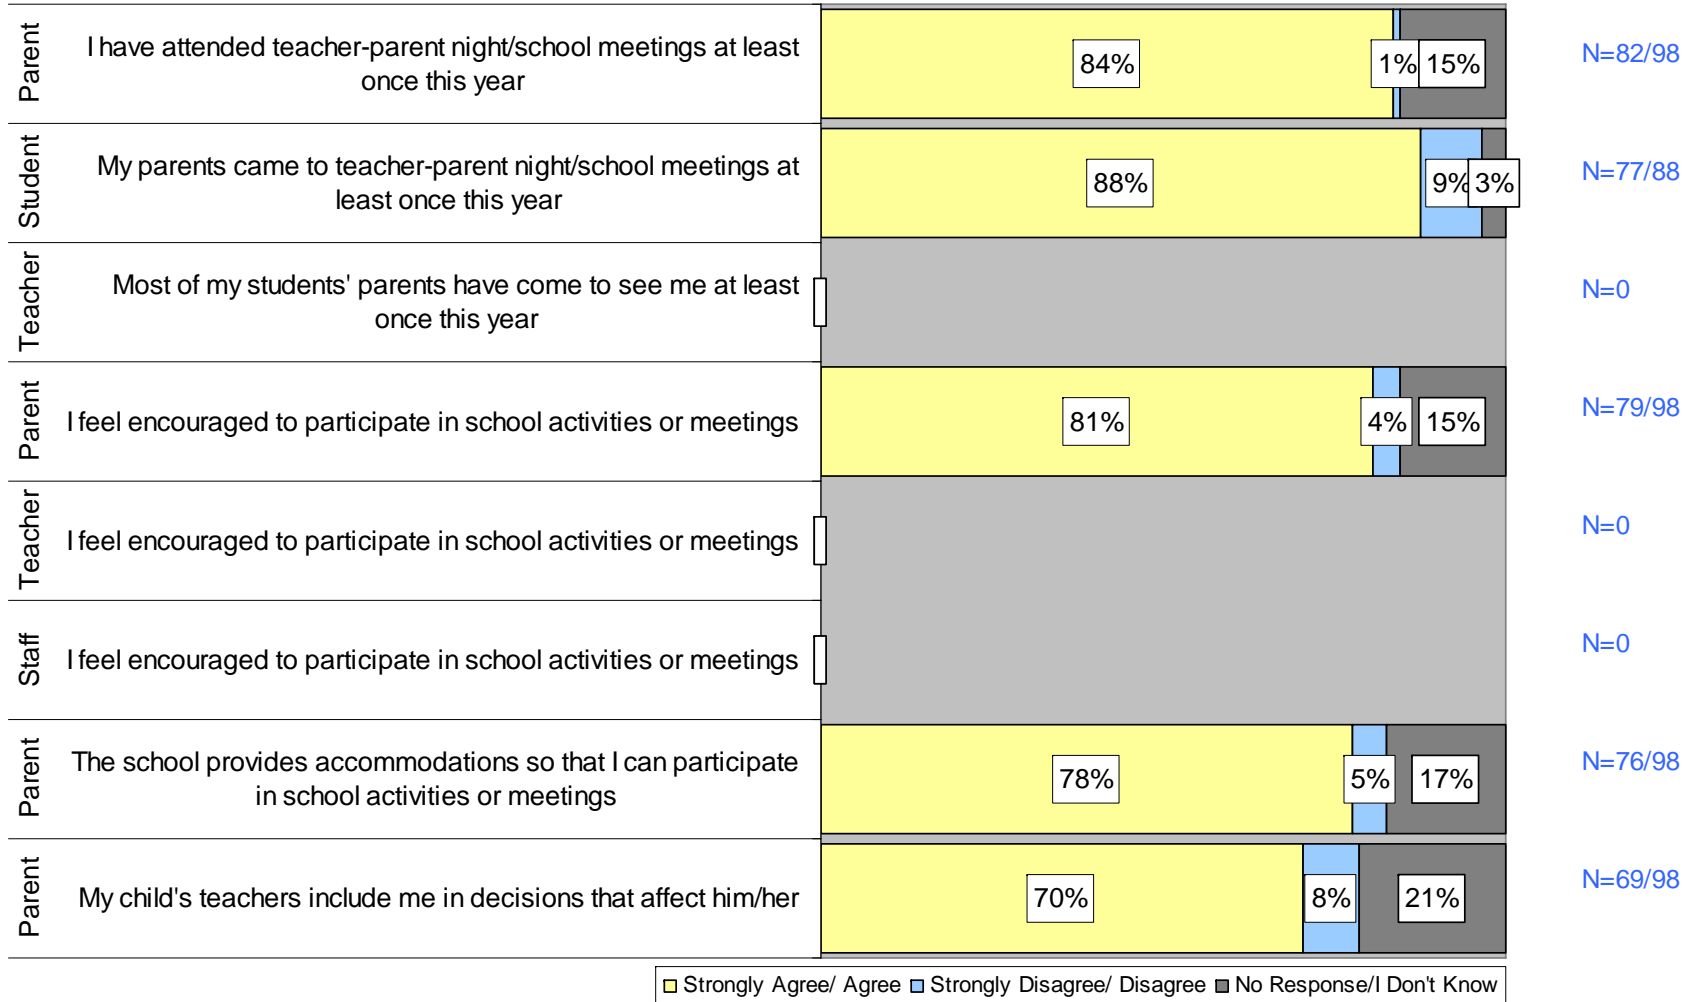 Parent
I have attended teacher-parent night/school meetings at least
once this year
84%
1%
15%
N=82/98
Student
My parents came to teacher-parent night/school meetings at
least once this year
88%
9%
3%
N=77/88
Teacher
Most of my students' parents have come to see me at least
once this year
N=0
Parent
I feel encouraged to participate in school activities or meetings
81%
4%
15%
N=79/98
Teacher
I feel encouraged to participate in school activities or meetings
N=0
Staff
I feel encouraged to participate in school activities or meetings
N=0
Parent
The school provides accommodations so that I can participate
in school activities or meetings
78%
5%
17%
N=76/98
Parent
My child's teachers include me in decisions that affect him/her
70%
8%
21%
N=69/98
Strongly Agree/ Agree Strongly Disagree/ Disagree No Response/I Don't Know